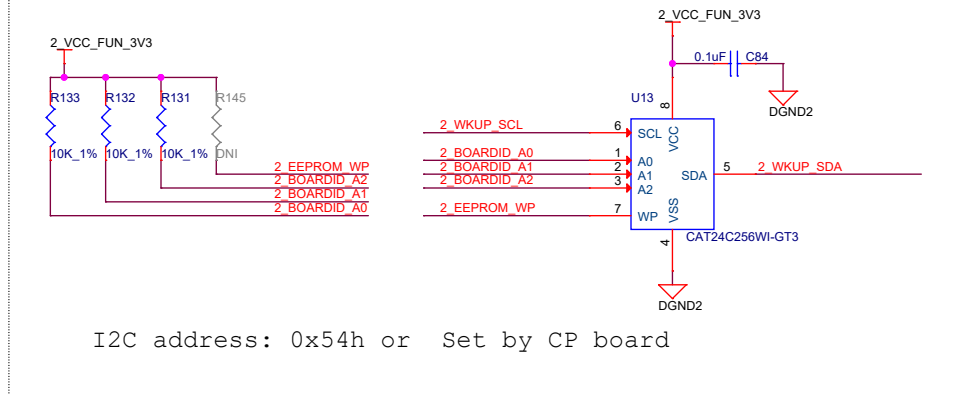 2_VCC_FUN_3V3
2_VCC_FUN_3V3
0.1uF C84
DGND2
R133 R132 R131 R145
10K_1% 10K_1% 10K_1% DNI
2_EEPROM_WP
2_BOARDID_A2
2_BOARDID_A1
2_BOARDID_A0
U13
8
2_WKUP_SCL 6 SCL VCC
2_BOARDID_A0 1 A0
2_BOARDID_A1 2 A1 SDA 5 2_WKUP_SDA
2_BOARDID_A2 3 A2
2_EEPROM_WP 7 WP VSS
4 CAT24C256WI-GT3
DGND2
I2C address: 0x54h or Set by CP board